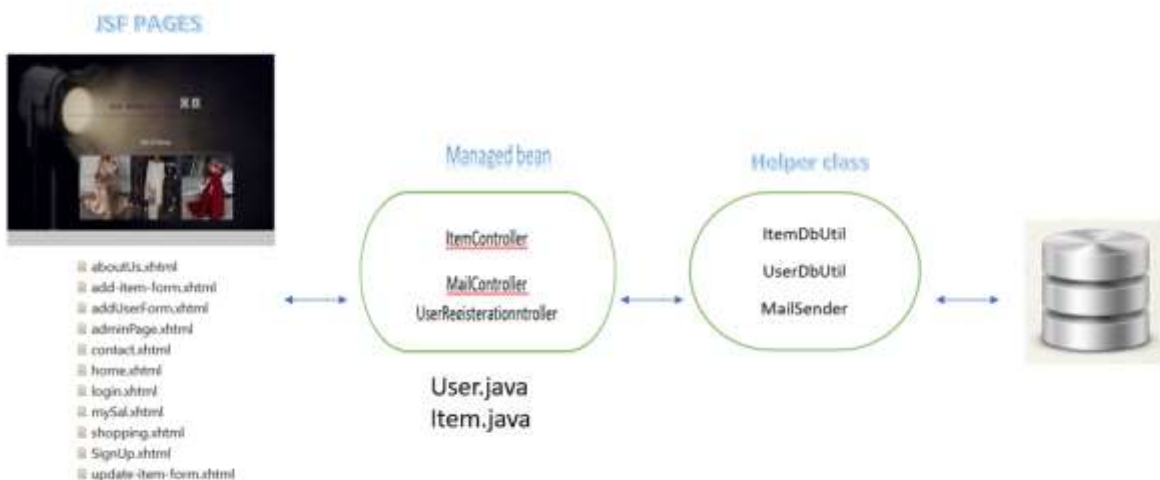 JSF PAGES
aboutUs.xhtml
add-item-form.xhtml
addUserForm.xhtml
adminPage.xhtml
contact.xhtml
home.xhtml
login.xhtml
mySal.xhtml
shopping.xhtml
SignUp.xhtml
update-item-form.xhtml
Managed bean
ItemController
MailController
UserRegisterationntroller
User.java
Item.java
Helper class
ItemDbUtil
UserDbUtil
MailSender